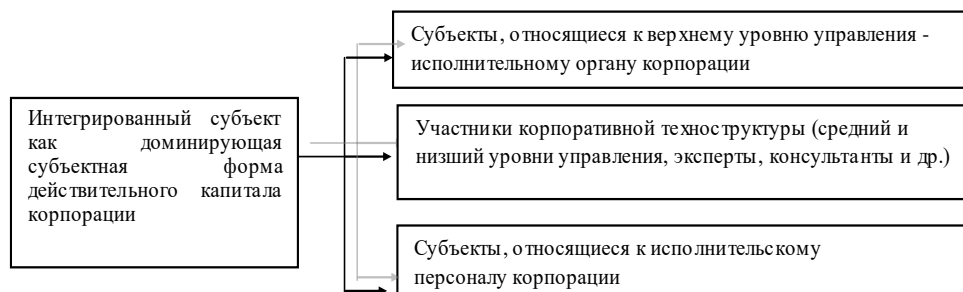 Субъекты, относящиеся к верхнему уровню управления -
исполнительному органу корпорации
Интегрированный субъект
как доминирующая
субъектная форма
действительного капитала
корпорации
Участники корпоративной техноструктуры (средний и
низший уровни управления, эксперты, консультанты и др.)
Субъекты, относящиеся к исполнительскому
персоналу корпорации